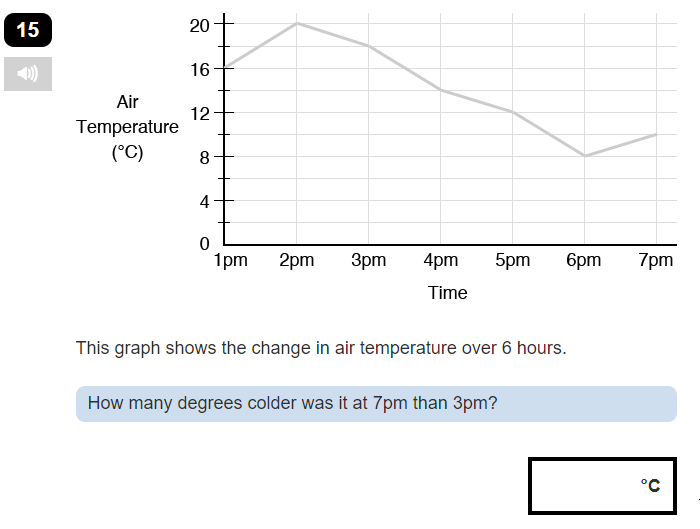 15
20
16
12
8
4
0
Air
Temperature
(°C)
1pm 2pm 3pm 4pm 5pm 6pm 7pm
Time
This graph shows the change in air temperature over 6 hours.
How many degrees colder was it at 7pm than 3pm?
°C